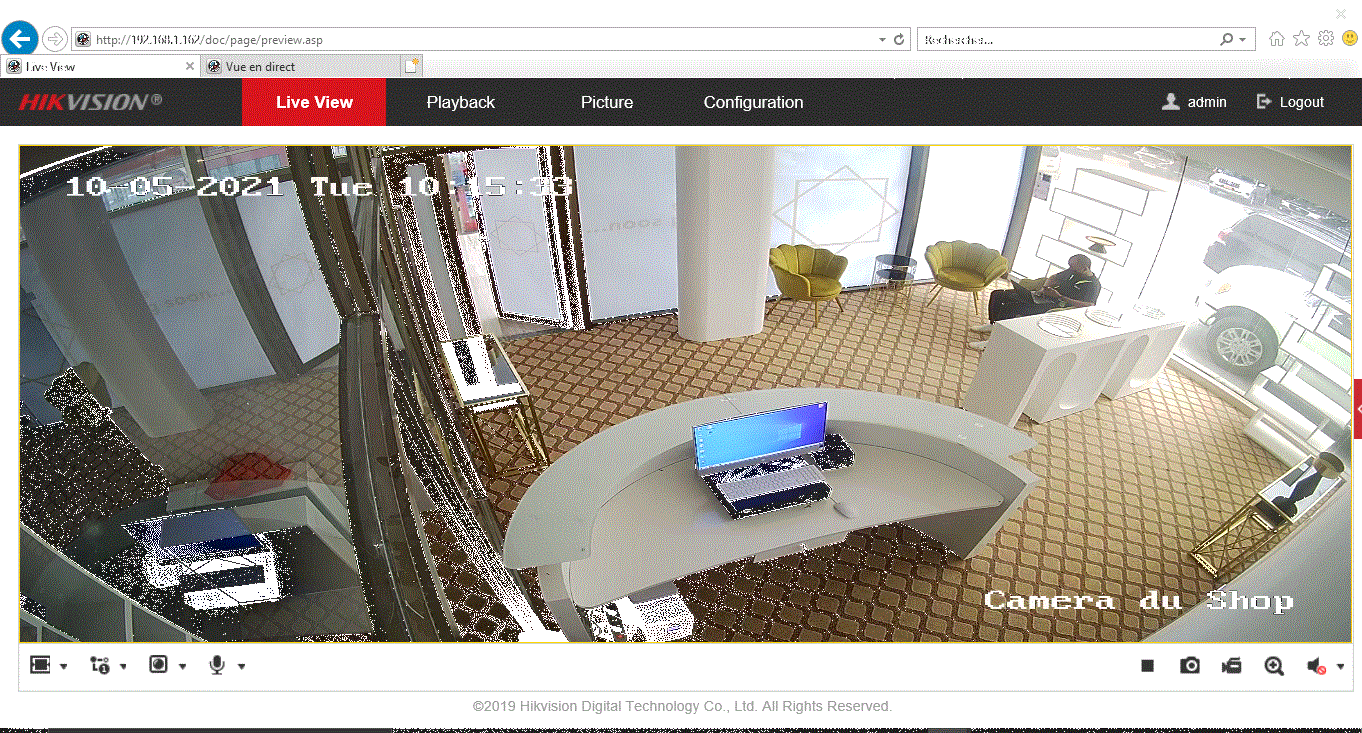 http://192.168.1.162/doc/page/preview.asp
Rechercher...
Live View
Vue en direct
HIKVISION®
Live View
Playback
Picture
Configuration
admin
Logout
10-05-2021 Tue 10:15:33
soon...
Camera du Shop
©2019 Hikvision Digital Technology Co., Ltd. All Rights Reserved.